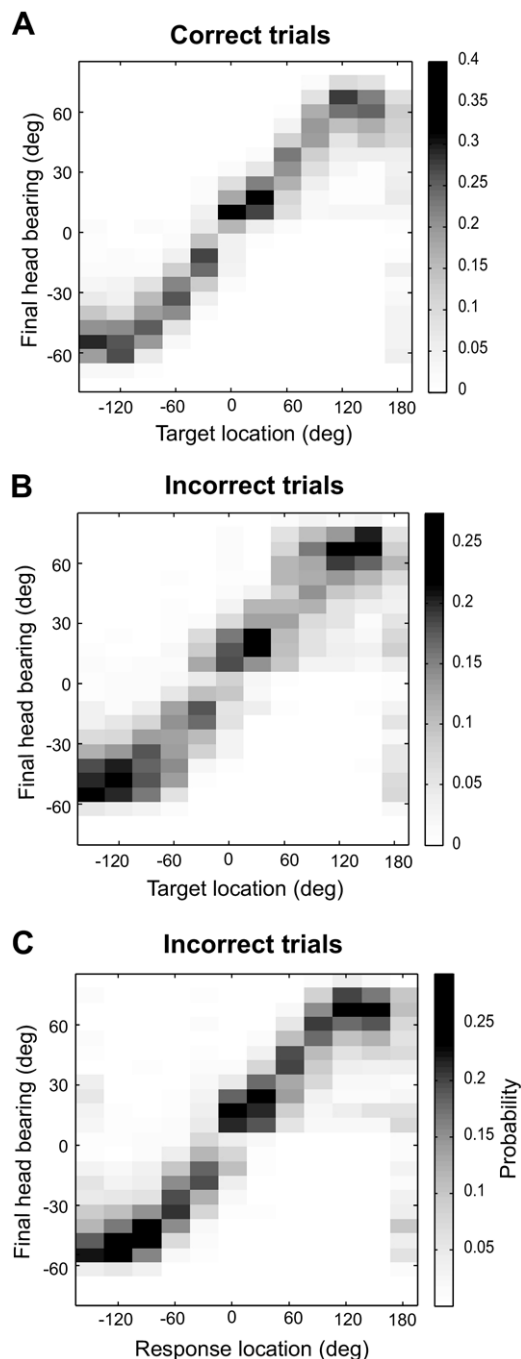 A
Correct trials
Final head bearing (deg)
60
30
0
-30
-60
-120 -60 0 60 120 180
Target location (deg)
0.4
0.35
0.3
0.25
0.2
0.15
0.1
0.05
0
B
Incorrect trials
Final head bearing (deg)
60
30
0
-30
-60
-120 -60 0 60 120 180
Target location (deg)
0.25
0.2
0.15
0.1
0.05
0
C
Incorrect trials
Final head bearing (deg)
60
30
0
-30
-60
-120 -60 0 60 120 180
Response location (deg)
0.25
0.20
0.15
0.10
0.05
Probability